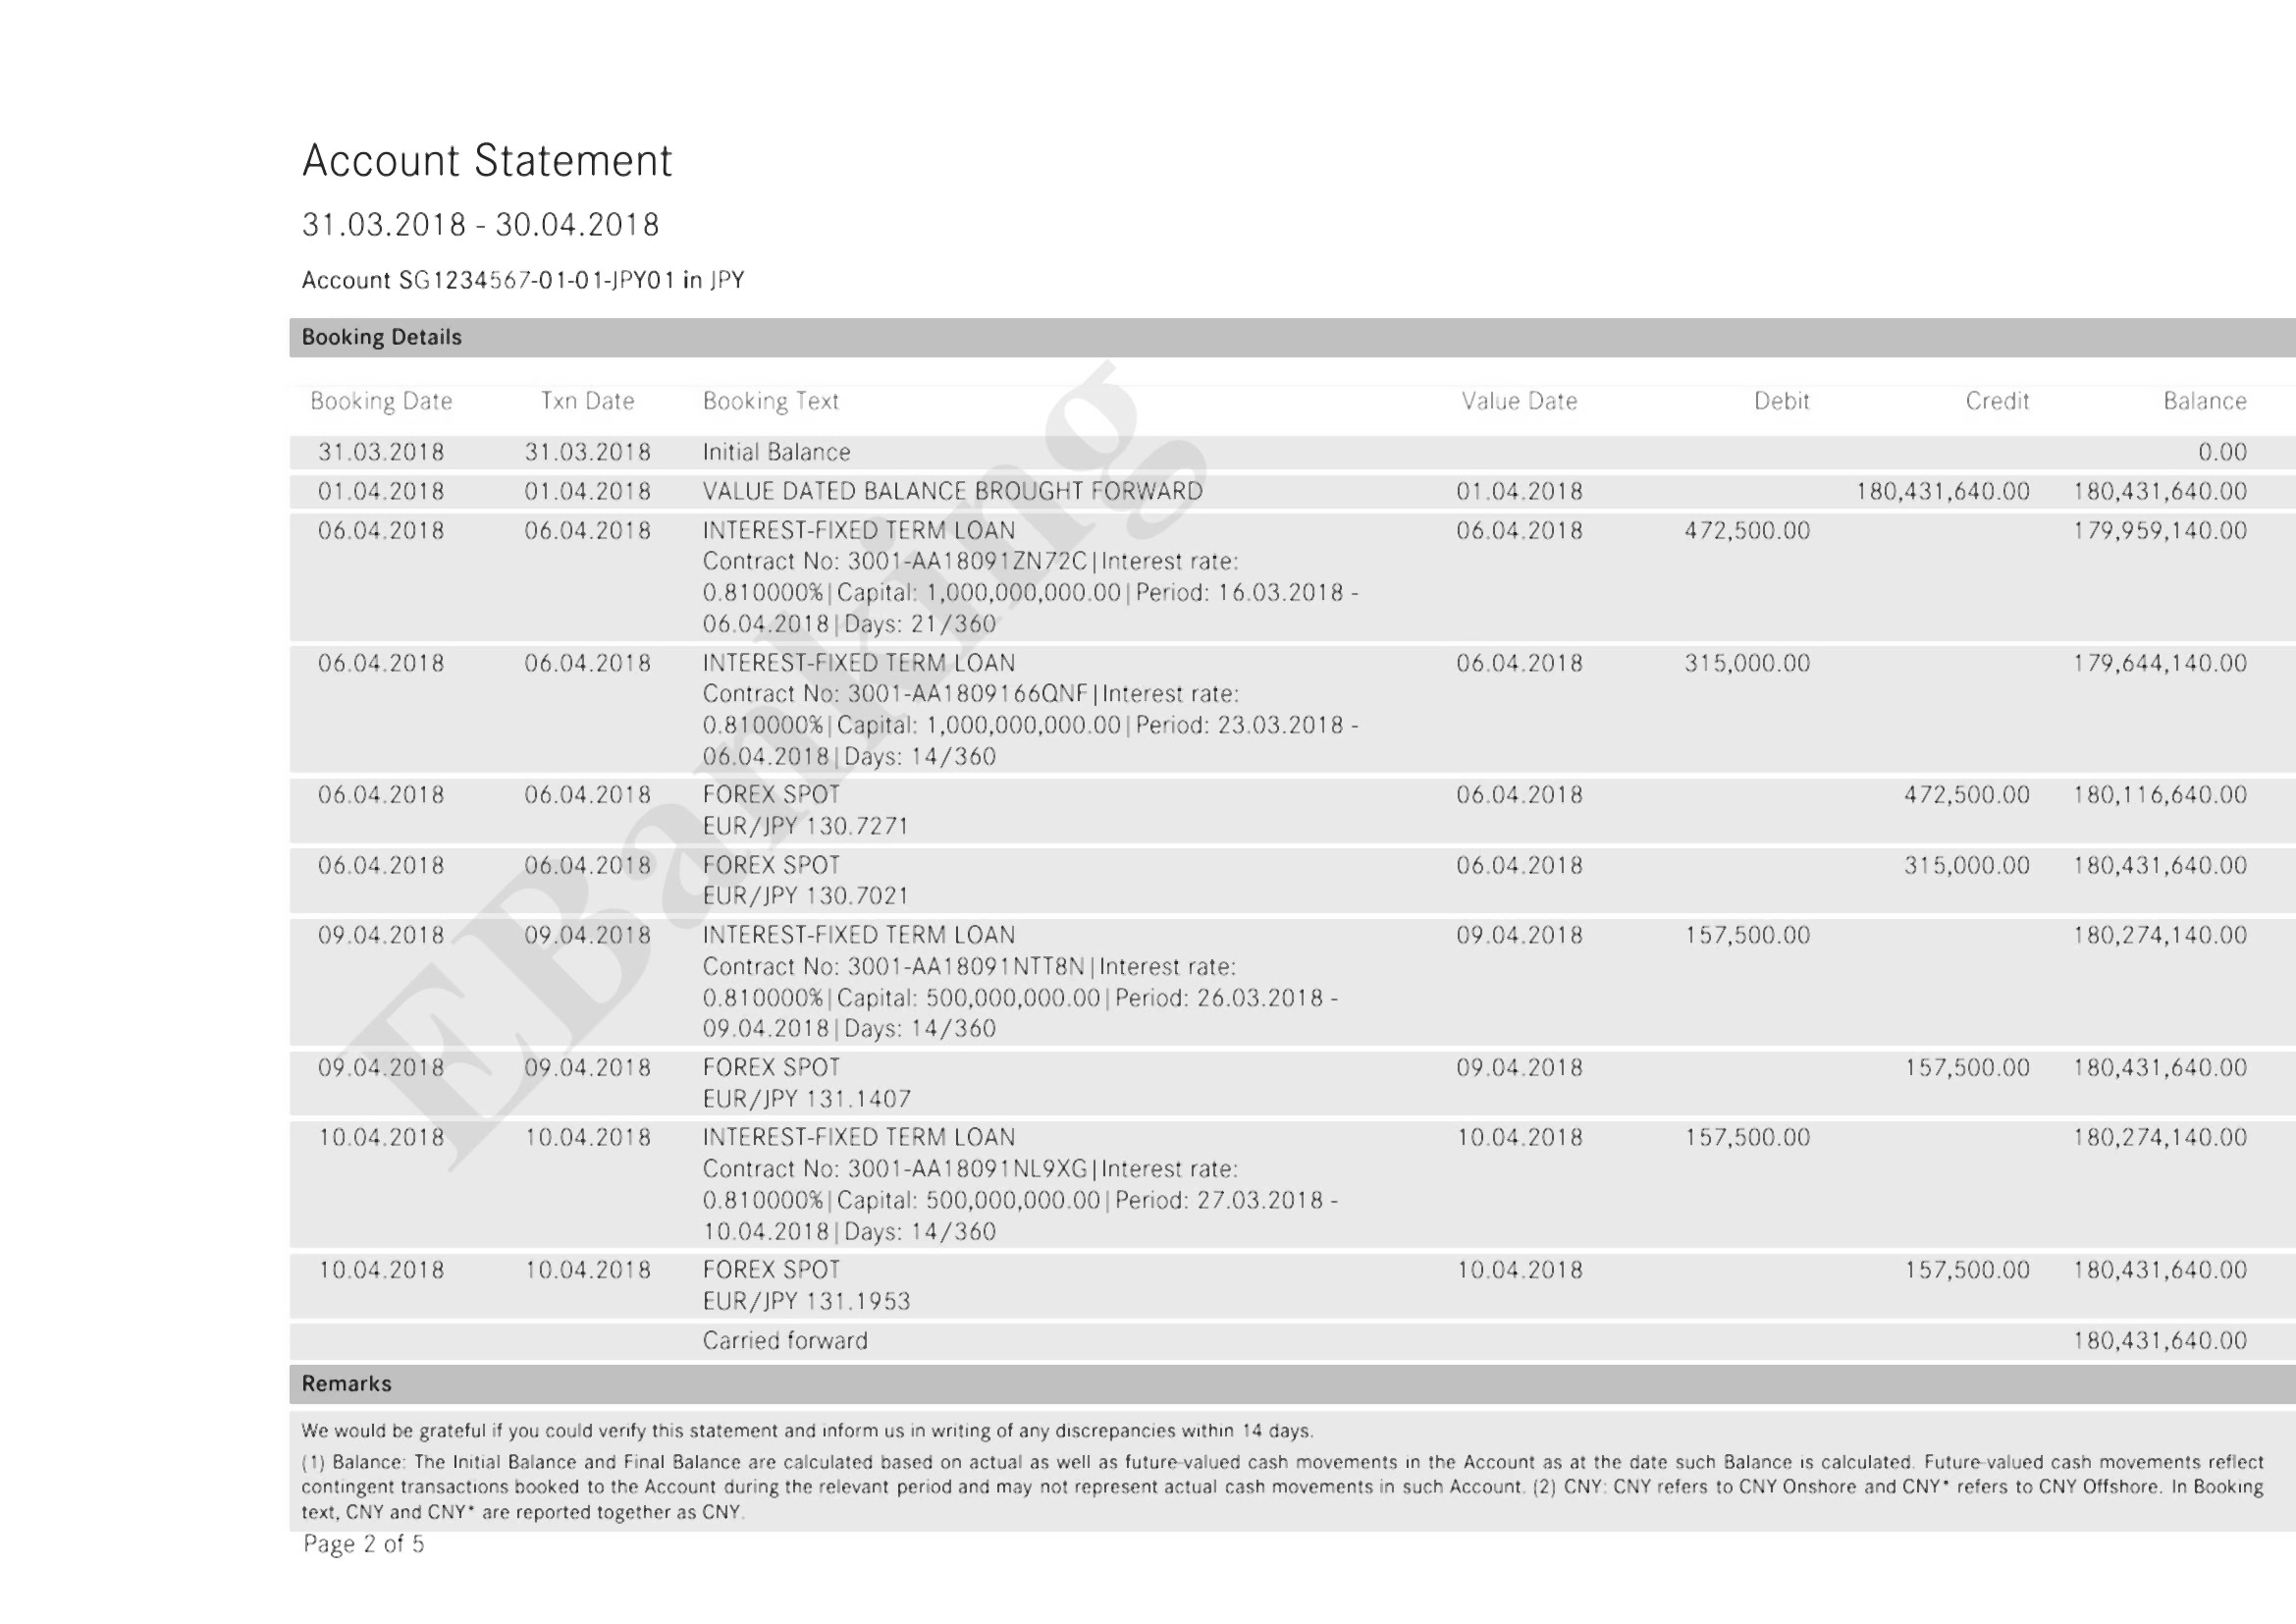 Account Statement
31.03.2018 - 30.04.2018
Account SG1234567-01-01-JPY01 in JPY
Booking Details
Booking Date Txn Date Booking Text Value Date Debit Credit Balance
31.03.2018 31.03.2018 Initial Balance 0.00
01.04.2018 01.04.2018 VALUE DATED BALANCE BROUGHT FORWARD 01.04.2018 180,431,640.00 180,431,640.00
06.04.2018 06.04.2018 INTEREST-FIXED TERM LOAN 06.04.2018 472,500.00 179,959,140.00
Contract No: 3001-AA18091ZN72C|Interest rate:
0.810000%|Capital: 1,000,000,000.00|Period: 16.03.2018 -
06.04.2018|Days: 21/360
06.04.2018 06.04.2018 INTEREST-FIXED TERM LOAN 06.04.2018 315,000.00 179,644,140.00
Contract No: 3001-AA1809166QNF|Interest rate:
0.810000%|Capital: 1,000,000,000.00|Period: 23.03.2018 -
06.04.2018|Days: 14/360
06.04.2018 06.04.2018 FOREX SPOT 06.04.2018 472,500.00 180,116,640.00
EUR/JPY 130.7271
06.04.2018 06.04.2018 FOREX SPOT 06.04.2018 315,000.00 180,431,640.00
EUR/JPY 130.7021
09.04.2018 09.04.2018 INTEREST-FIXED TERM LOAN 09.04.2018 157,500.00 180,274,140.00
Contract No: 3001-AA18091NTT8N|Interest rate:
0.810000%|Capital: 500,000,000.00|Period: 26.03.2018 -
09.04.2018|Days: 14/360
09.04.2018 09.04.2018 FOREX SPOT 09.04.2018 157,500.00 180,431,640.00
EUR/JPY 131.1407
10.04.2018 10.04.2018 INTEREST-FIXED TERM LOAN 10.04.2018 157,500.00 180,274,140.00
Contract No: 3001-AA18091NL9XG|Interest rate:
0.810000%|Capital: 500,000,000.00|Period: 27.03.2018 -
10.04.2018|Days: 14/360
10.04.2018 10.04.2018 FOREX SPOT 10.04.2018 157,500.00 180,431,640.00
EUR/JPY 131.1953
Carried forward 180,431,640.00
Remarks
We would be grateful if you could verify this statement and inform us in writing of any discrepancies within 14 days.
(1) Balance: The Initial Balance and Final Balance are calculated based on actual as well as future-valued cash movements in the Account as at the date such Balance is calculated. Future-valued cash movements reflect
contingent transactions booked to the Account during the relevant period and may not represent actual cash movements in such Account. (2) CNY: CNY refers to CNY Onshore and CNY* refers to CNY Offshore. In Booking
text, CNY and CNY* are reported together as CNY.
Page 2 of 5
EBanking